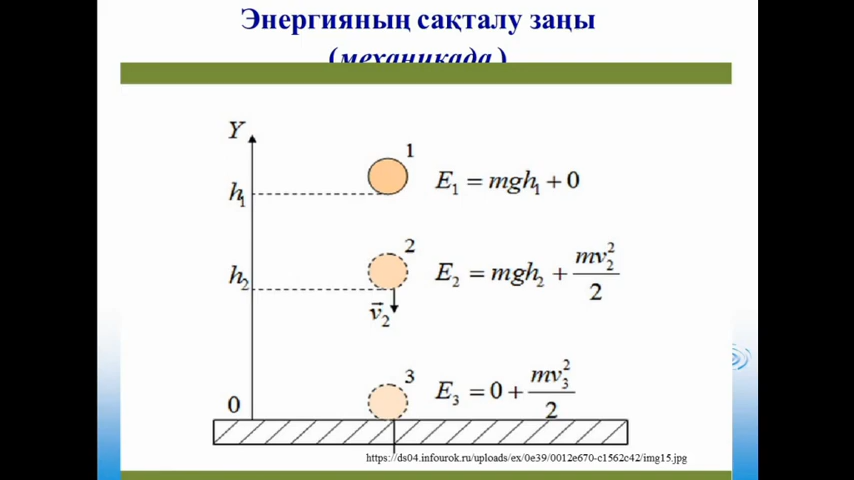 Энергияның сақталу заңы
(механикада)
Y
1
h₁
E₁ = mgh₁ + 0
2
h₂
E₂ = mgh₂ + mv₂²/2
v⃗₂
3
0
E₃ = 0 + mv₃²/2
https://ds04.infourok.ru/uploads/ex/0e39/0012e670-c1562c42/img15.jpg